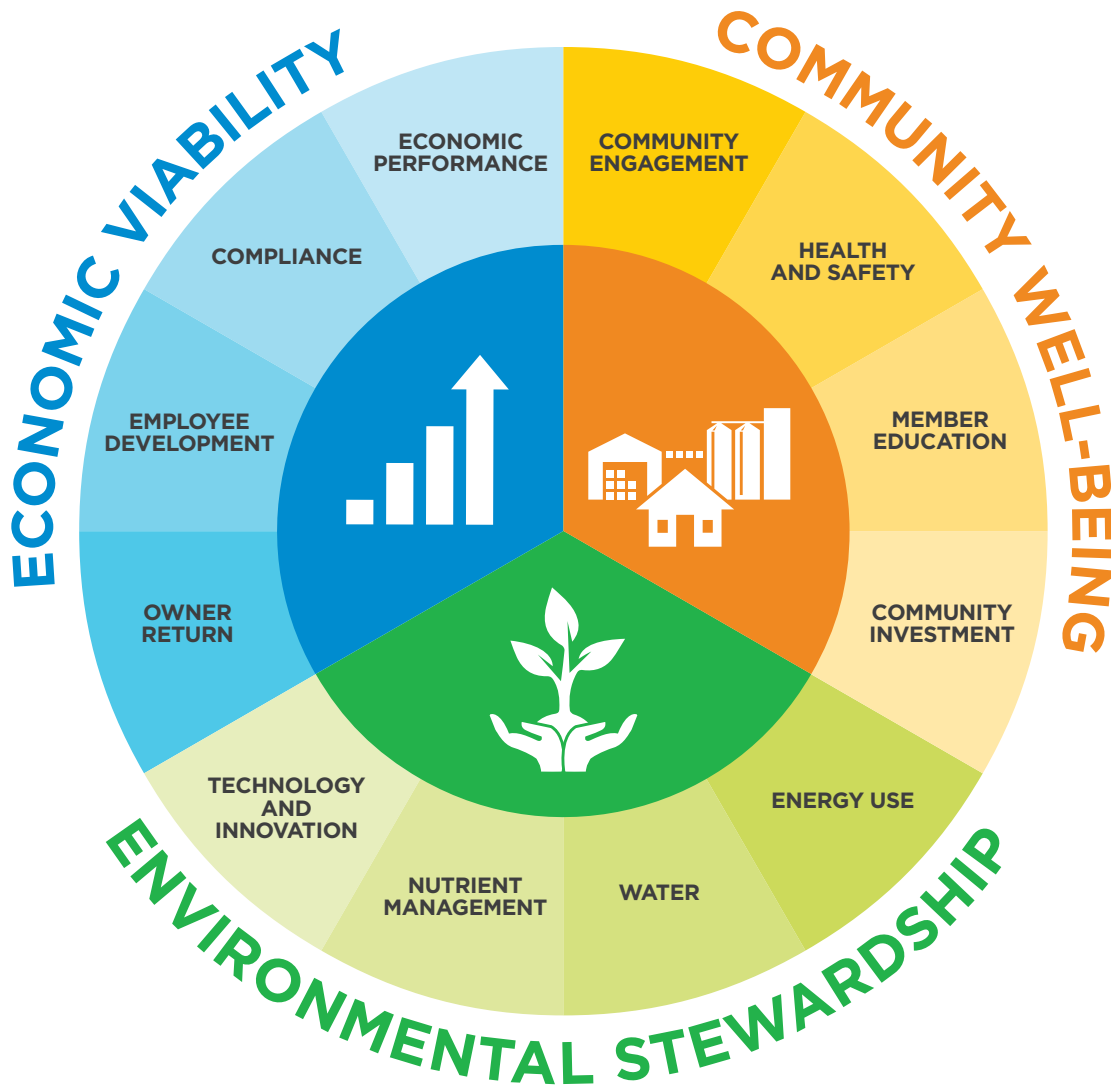 ECONOMIC VIABILITY
COMMUNITY WELL-BEING
ENVIRONMENTAL STEWARDSHIP
ECONOMIC
PERFORMANCE
COMMUNITY
ENGAGEMENT
COMPLIANCE
HEALTH
AND SAFETY
EMPLOYEE
DEVELOPMENT
MEMBER
EDUCATION
OWNER
RETURN
COMMUNITY
INVESTMENT
TECHNOLOGY
AND
INNOVATION
ENERGY USE
NUTRIENT
MANAGEMENT
WATER